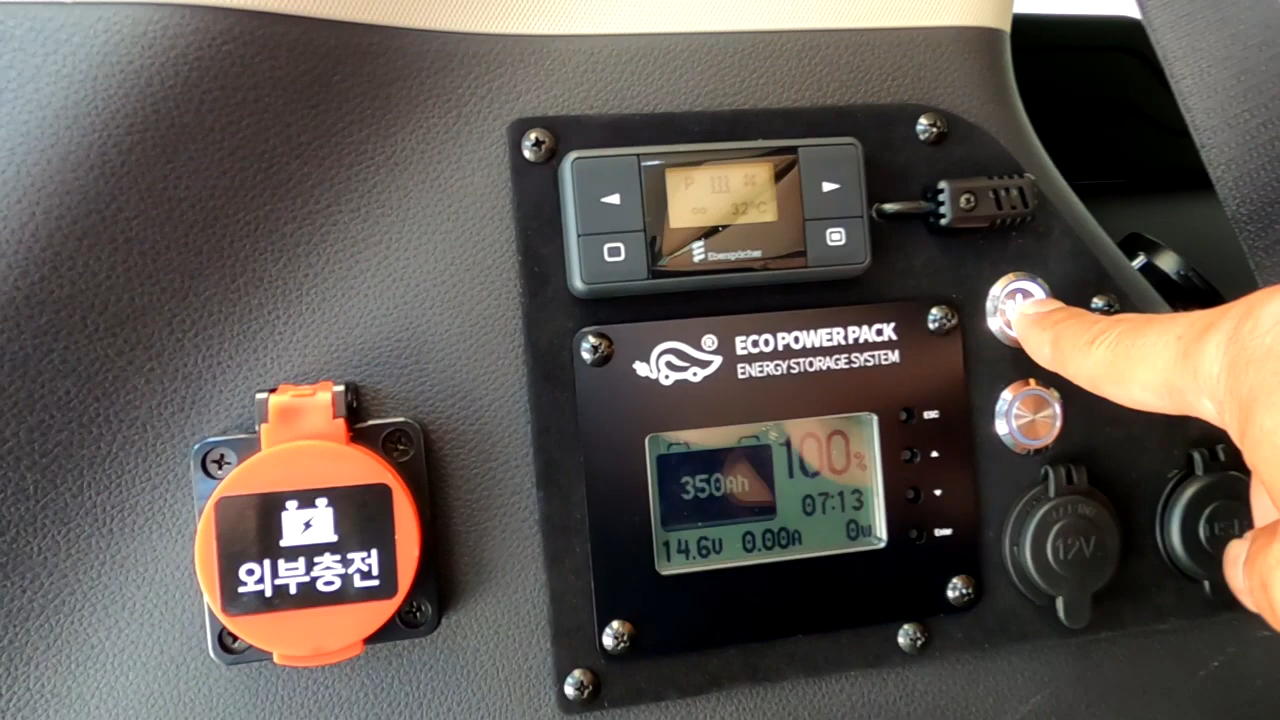 P
∞ 32°C
Eberspächer
® ECO POWER PACK
ENERGY STORAGE SYSTEM
ESC
Enter
100%
350Ah
07:13
14.6V 0.00A 0W
12V
USB
외부충전